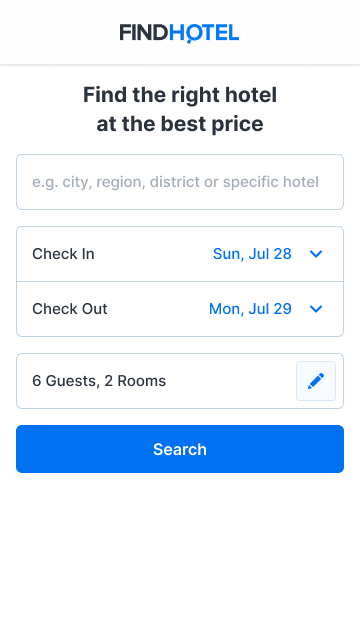 FINDHOTEL
Find the right hotel
at the best price
e.g. city, region, district or specific hotel
Check In Sun, Jul 28
Check Out Mon, Jul 29
6 Guests, 2 Rooms
Search